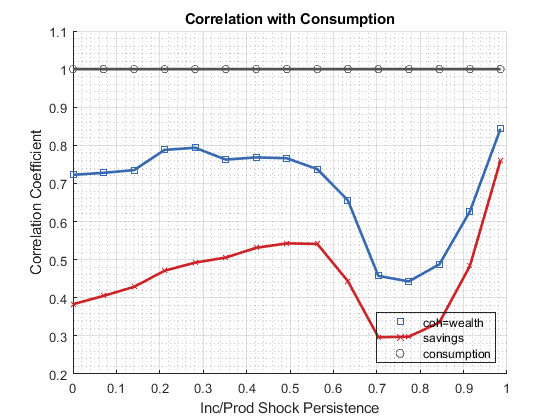 Correlation with Consumption
1.1
1
0.9
0.8
0.7
0.6
0.5
0.4
0.3
0.2
Correlation Coefficient
coh=wealth
savings
consumption
0 0.1 0.2 0.3 0.4 0.5 0.6 0.7 0.8 0.9 1
Inc/Prod Shock Persistence